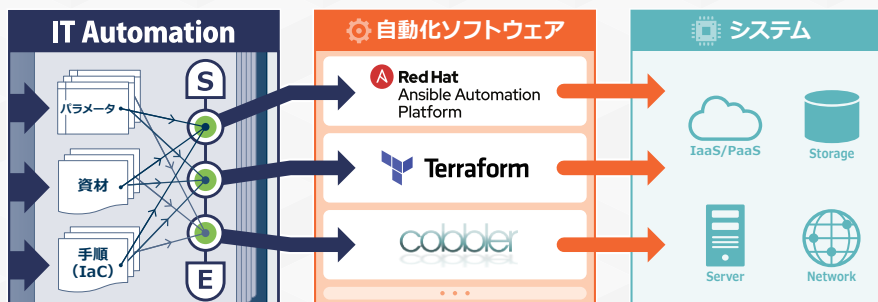 IT Automation
パラメータ
資材
手順
(IaC)
S
E
自動化ソフトウェア
Red Hat
Ansible Automation
Platform
Terraform
cobbler
...
システム
IaaS/PaaS
Storage
Server
Network